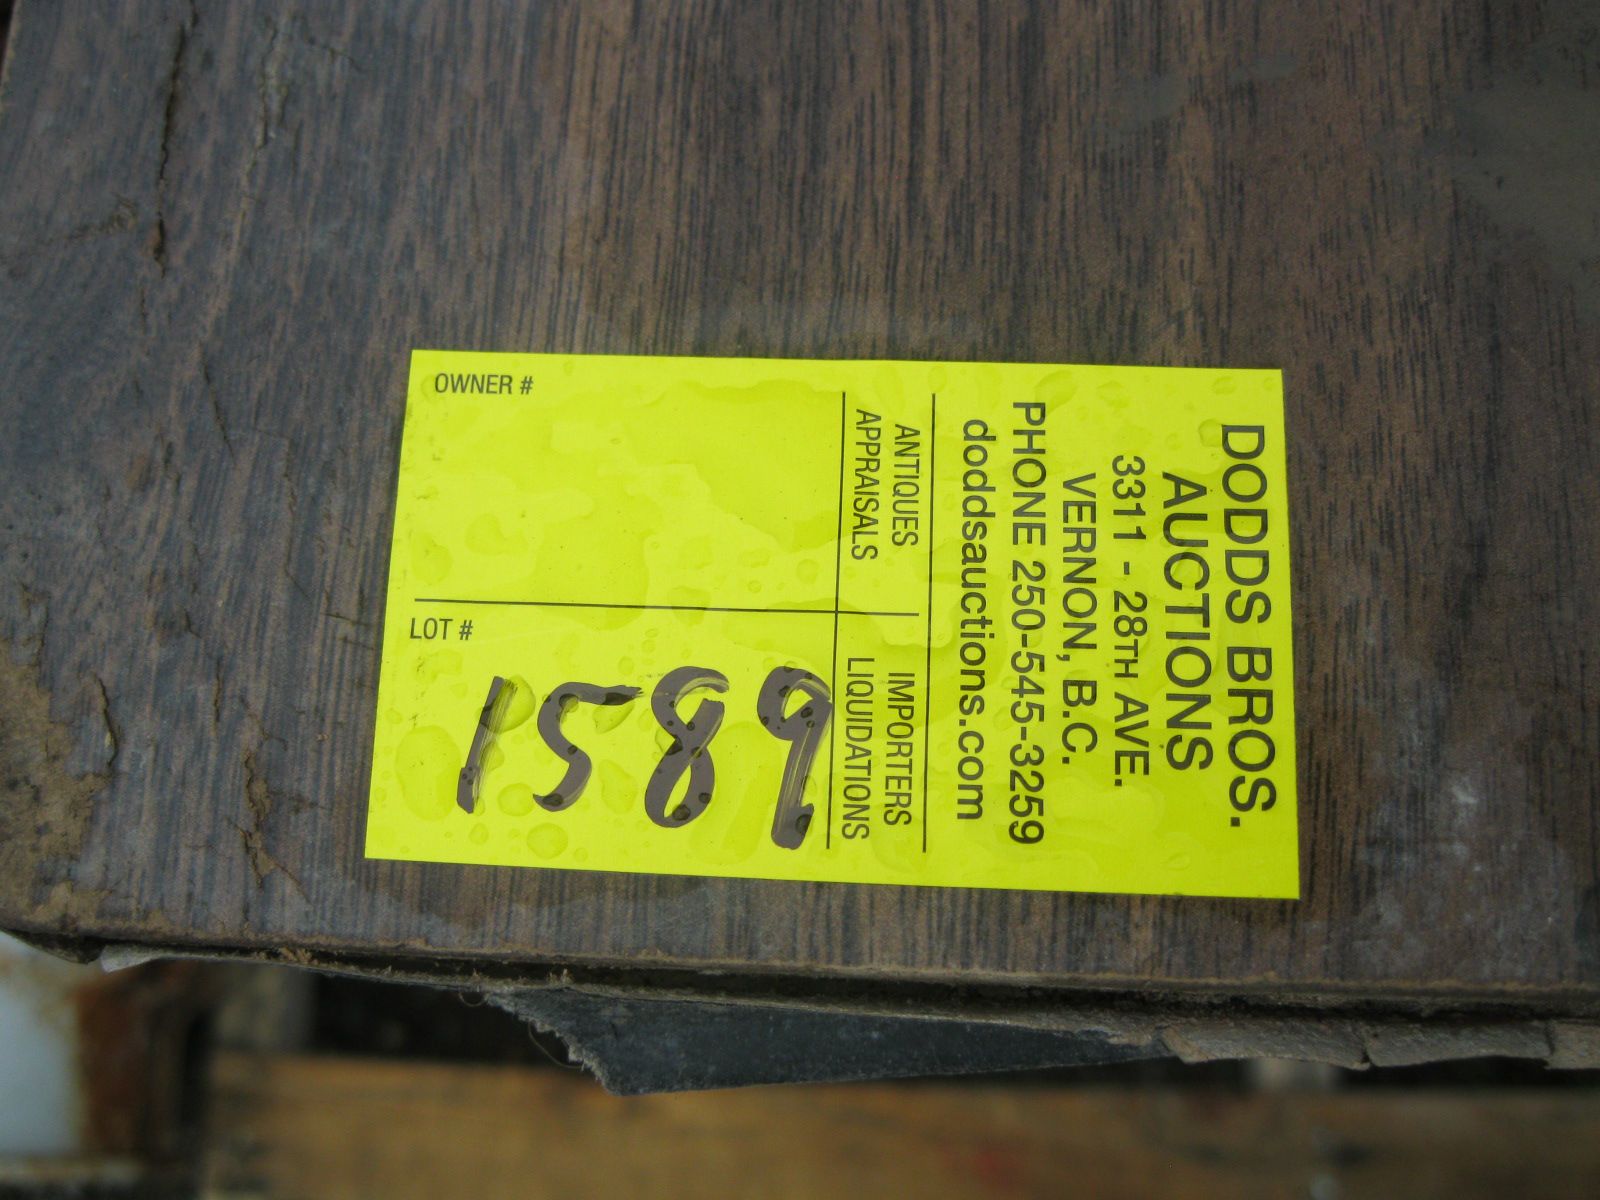 DODDS BROS.
AUCTIONS
3311 - 28TH AVE.
VERNON, B.C.
PHONE 250-545-3259
doddsauctions.com
ANTIQUES IMPORTERS
APPRAISALS LIQUIDATIONS
OWNER #
LOT #
1589